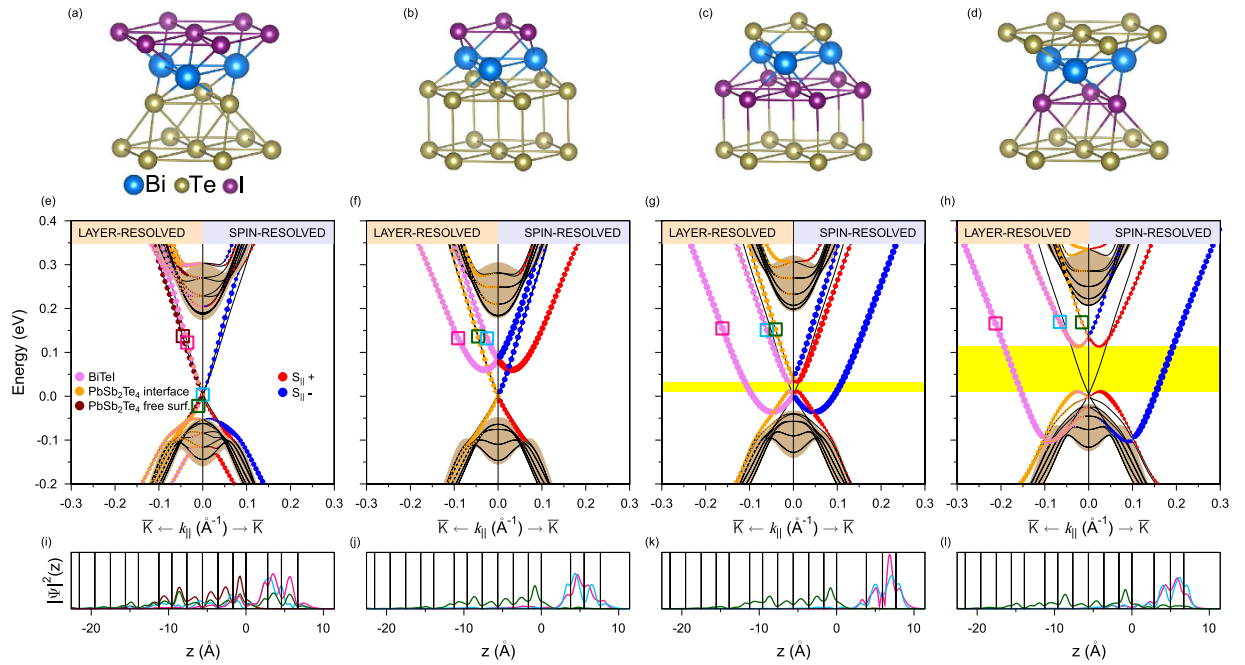 (a) (b) (c) (d)
Bi Te I
(e) (f) (g) (h)
LAYER-RESOLVED SPIN-RESOLVED LAYER-RESOLVED SPIN-RESOLVED LAYER-RESOLVED SPIN-RESOLVED LAYER-RESOLVED SPIN-RESOLVED
Energy (eV)
0.4
0.3
0.2
0.1
0.0
-0.1
-0.2
BiTeI
PbSb₂Te₄ interface
PbSb₂Te₄ free surf.
S|| +
S|| -
-0.3 -0.2 -0.1 0.0 0.1 0.2 0.3 -0.2 -0.1 0.0 0.1 0.2 0.3 -0.3 -0.2 -0.1 0.0 0.1 0.2 0.3 -0.2 -0.1 0.0 0.1 0.2 0.3
K̅ ← k|| (Å⁻¹) → K̅ K̅ ← k|| (Å⁻¹) → K̅ K̅ ← k|| (Å⁻¹) → K̅ K̅ ← k|| (Å⁻¹) → K̅
(i) (j) (k) (l)
|Ψ|²(z)
-20 -10 0 10 -20 -10 0 10 -20 -10 0 10 -20 -10 0 10
z (Å) z (Å) z (Å) z (Å)